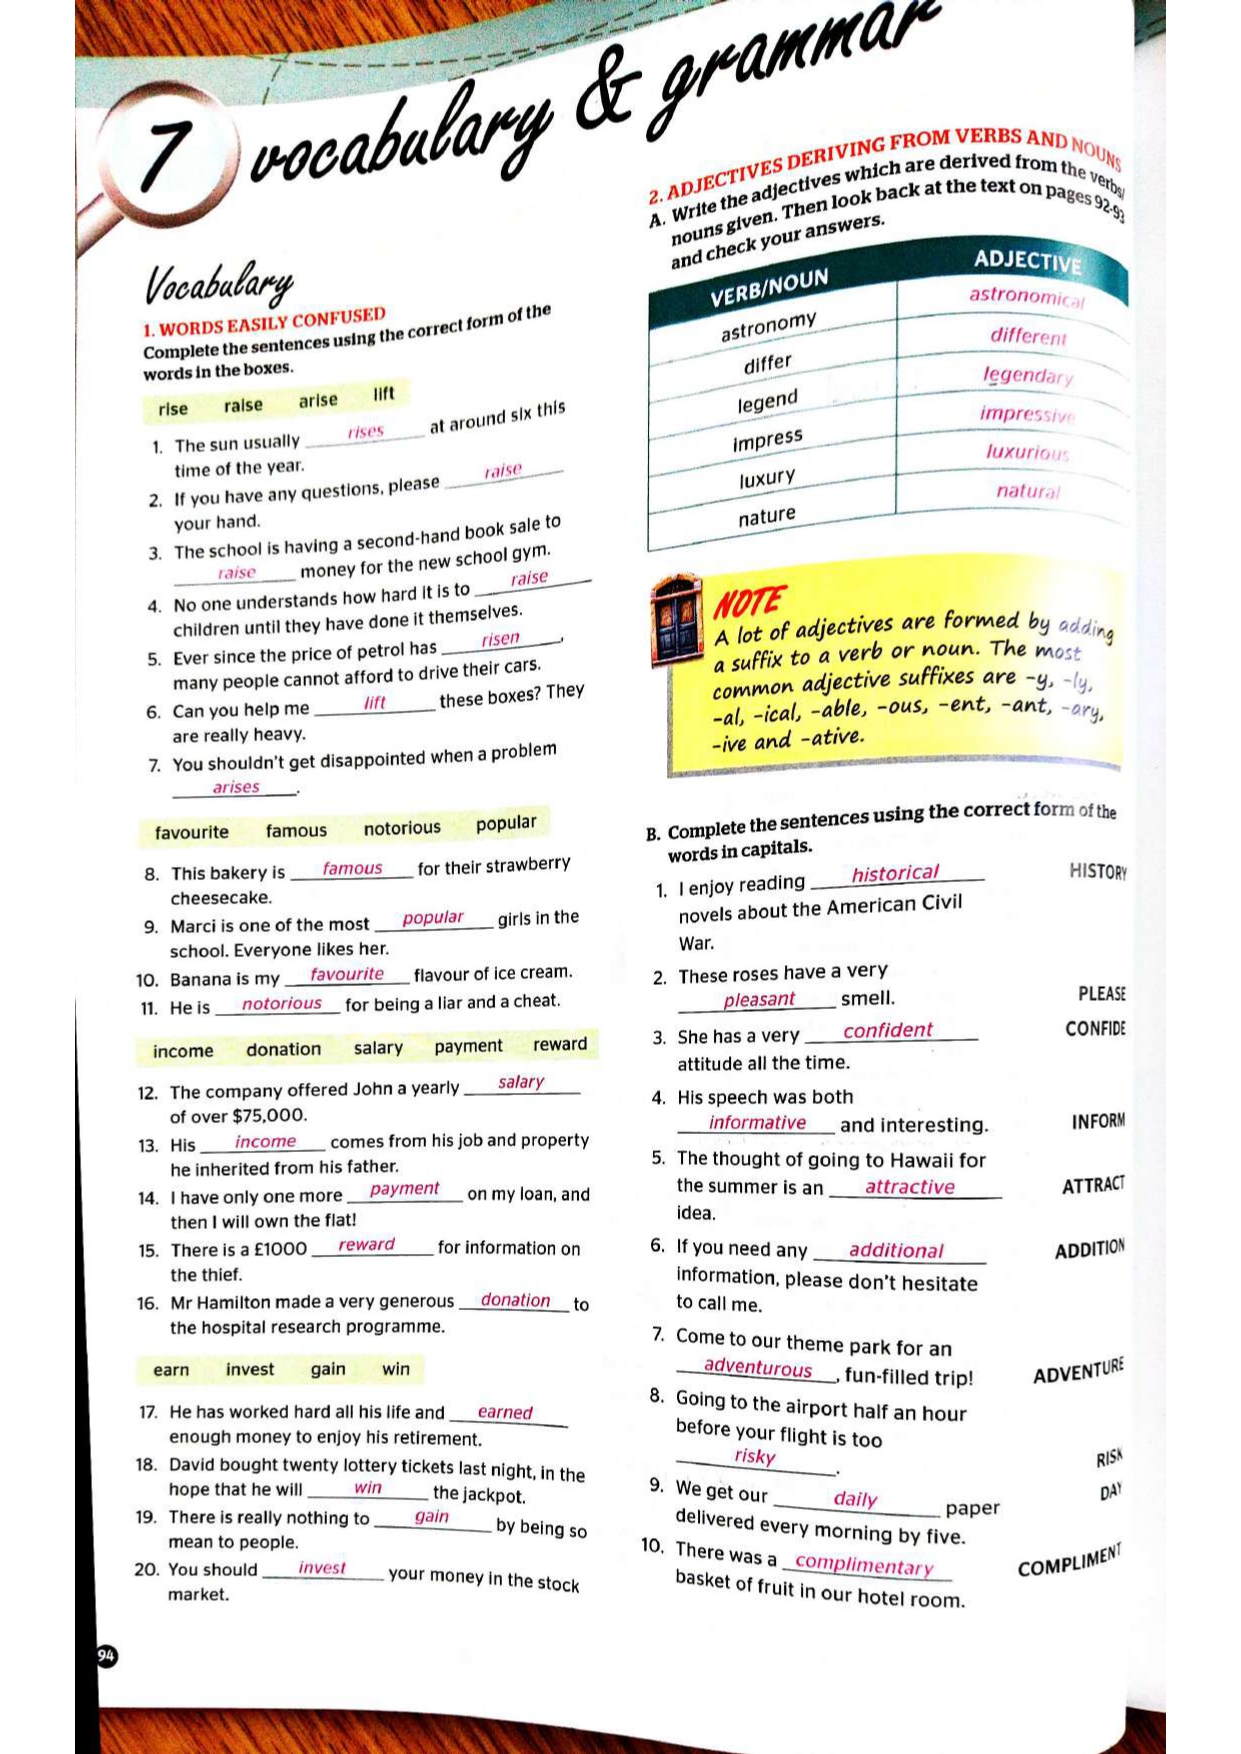 7 vocabulary & grammar
Vocabulary
1. WORDS EASILY CONFUSED
Complete the sentences using the correct form of the
words in the boxes.
rise raise arise lift
1. The sun usually rises at around six this
time of the year.
2. If you have any questions, please raise
your hand.
3. The school is having a second-hand book sale to
raise money for the new school gym.
4. No one understands how hard it is to raise
children until they have done it themselves.
5. Ever since the price of petrol has risen,
many people cannot afford to drive their cars.
6. Can you help me lift these boxes? They
are really heavy.
7. You shouldn't get disappointed when a problem
arises.
favourite famous notorious popular
8. This bakery is famous for their strawberry
cheesecake.
9. Marci is one of the most popular girls in the
school. Everyone likes her.
10. Banana is my favourite flavour of ice cream.
11. He is notorious for being a liar and a cheat.
income donation salary payment reward
12. The company offered John a yearly salary
of over $75,000.
13. His income comes from his job and property
he inherited from his father.
14. I have only one more payment on my loan, and
then I will own the flat!
15. There is a £1000 reward for information on
the thief.
16. Mr Hamilton made a very generous donation to
the hospital research programme.
earn invest gain win
17. He has worked hard all his life and earned
enough money to enjoy his retirement.
18. David bought twenty lottery tickets last night, in the
hope that he will win the jackpot.
19. There is really nothing to gain by being so
mean to people.
20. You should invest your money in the stock
market.
94
2. ADJECTIVES DERIVING FROM VERBS AND NOUNS
A. Write the adjectives which are derived from the verbs/
nouns given. Then look back at the text on pages 92-93
and check your answers.
VERB/NOUN ADJECTIVE
astronomy astronomical
differ different
legend legendary
impress impressive
luxury luxurious
nature natural
NOTE
A lot of adjectives are formed by adding
a suffix to a verb or noun. The most
common adjective suffixes are -y, -ly,
-al, -ical, -able, -ous, -ent, -ant, -ary,
-ive and -ative.
B. Complete the sentences using the correct form of the
words in capitals.
1. I enjoy reading historical HISTORY
novels about the American Civil
War.
2. These roses have a very
pleasant smell. PLEASE
3. She has a very confident CONFIDE
attitude all the time.
4. His speech was both
informative and interesting. INFORM
5. The thought of going to Hawaii for
the summer is an attractive ATTRACT
idea.
6. If you need any additional ADDITION
information, please don't hesitate
to call me.
7. Come to our theme park for an
adventurous, fun-filled trip! ADVENTURE
8. Going to the airport half an hour
before your flight is too
risky. RISK
9. We get our daily paper DAY
delivered every morning by five.
10. There was a complimentary COMPLIMENT
basket of fruit in our hotel room.